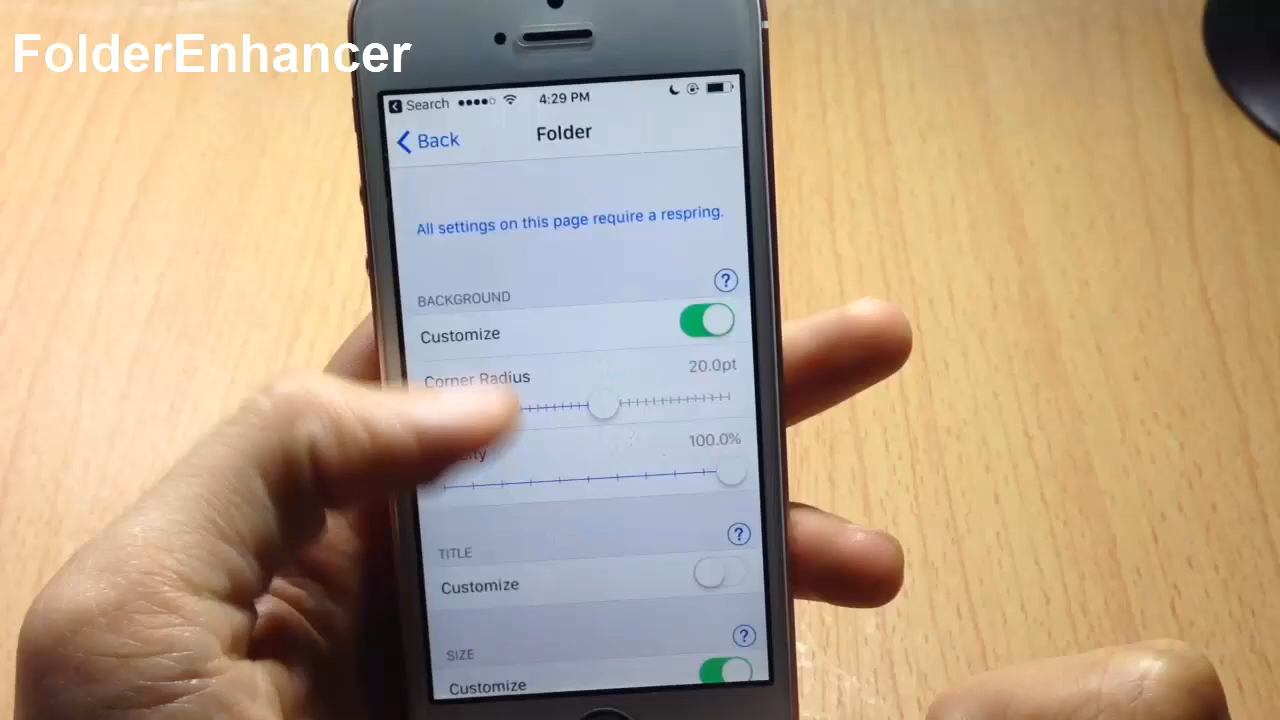 FolderEnhancer
Search 4:29 PM
Back Folder
All settings on this page require a respring.
BACKGROUND ?
Customize
Corner Radius 20.0pt
100.0%
TITLE ?
Customize
SIZE ?
Customize